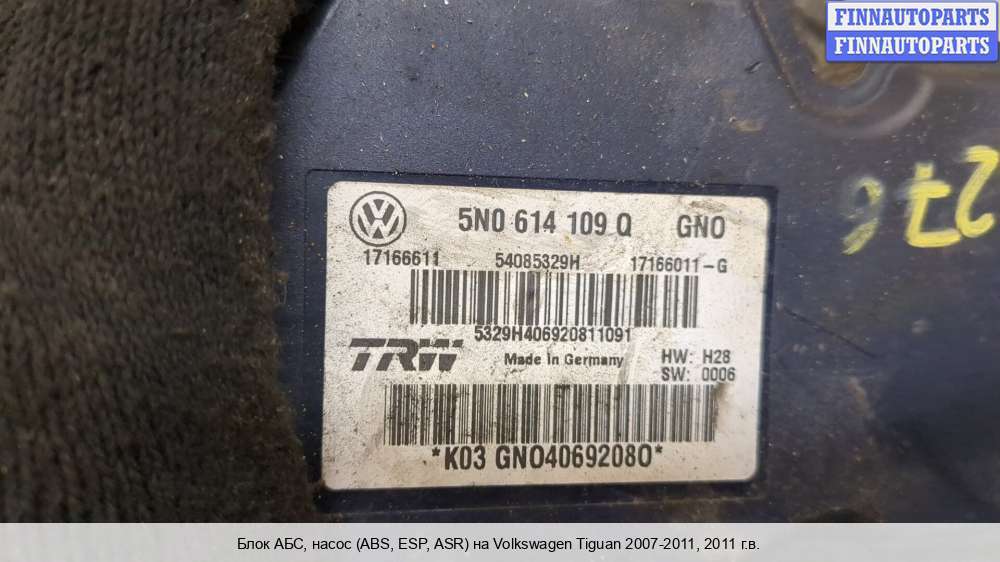 FINNAUTOPARTS
FINNAUTOPARTS
276
5N0 614 109 Q GNO
17166611 54085329H 17166011-G
5329H406920811091
TRW Made in Germany HW: H28
SW: 0006
*K03 GNO40692080*
Блок АБС, насос (ABS, ESP, ASR) на Volkswagen Tiguan 2007-2011, 2011 г.в.